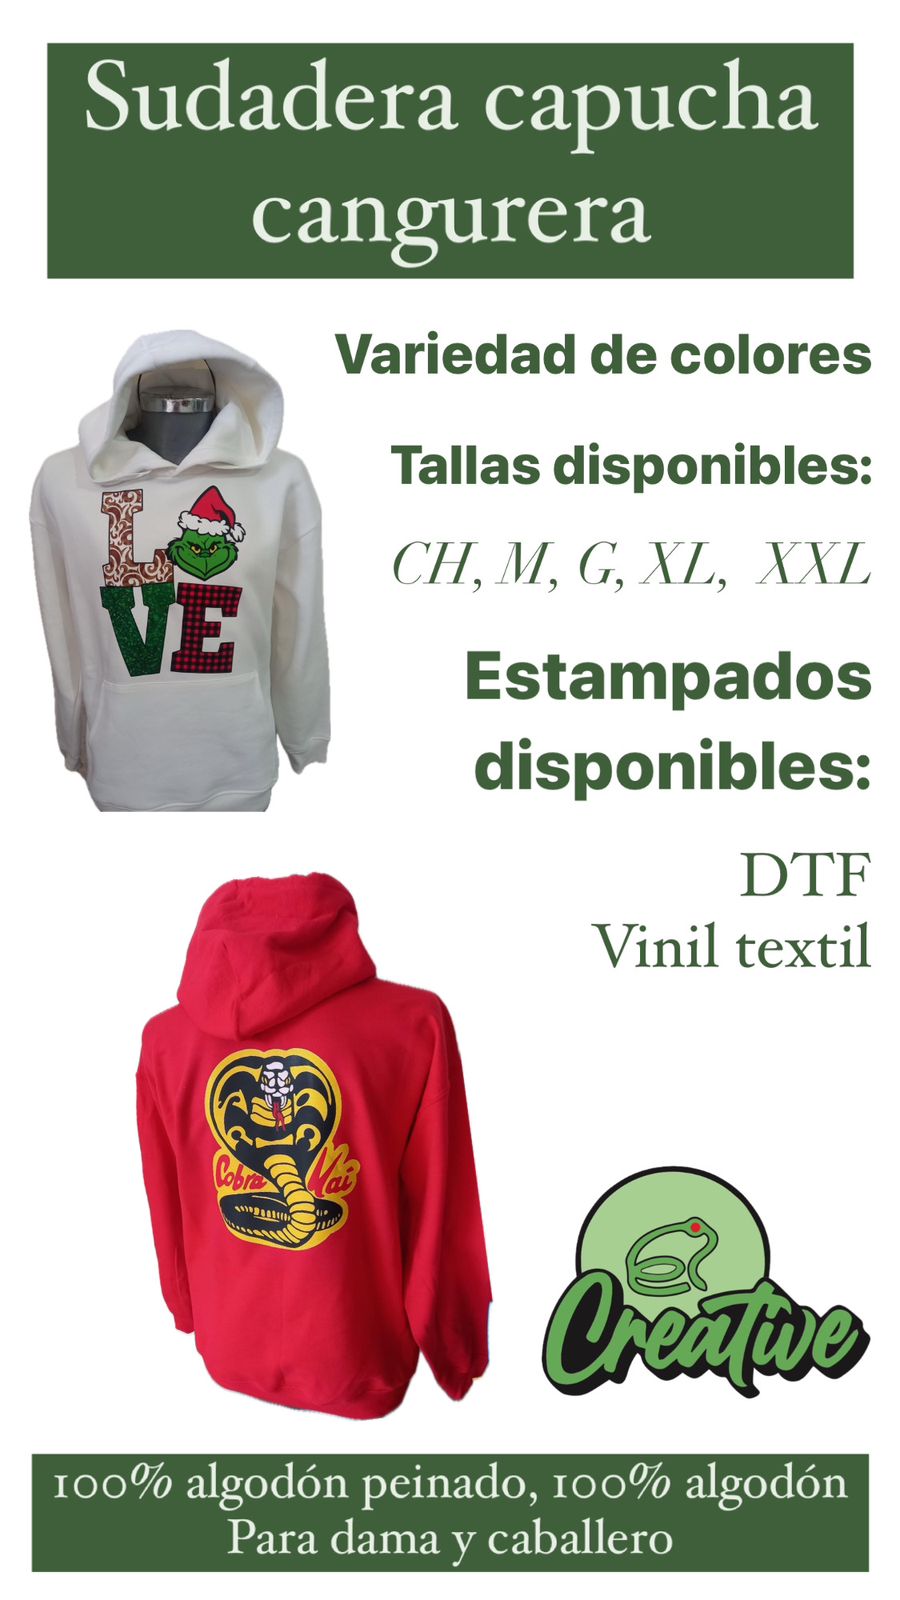 Sudadera capucha
cangurera
Variedad de colores
Tallas disponibles:
CH, M, G, XL, XXL
Estampados
disponibles:
DTF
Vinil textil
LOVE
Cobra Kai
Creative
100% algodón peinado, 100% algodón
Para dama y caballero